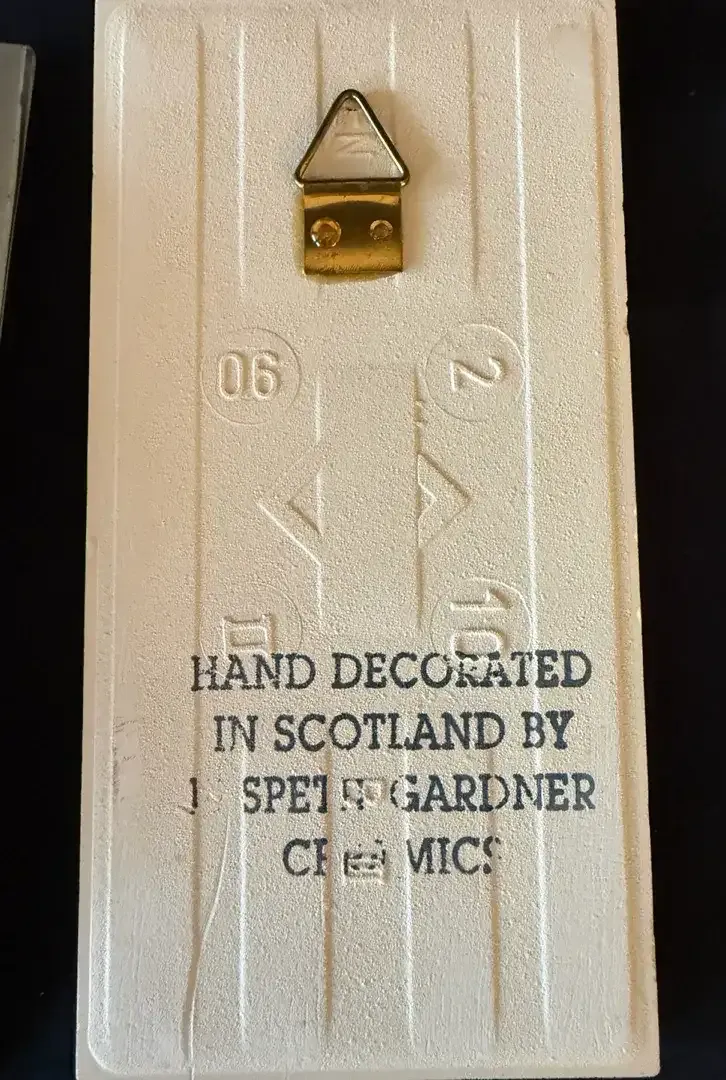 06
2
10
HAND DECORATED
IN SCOTLAND BY
GARDNER